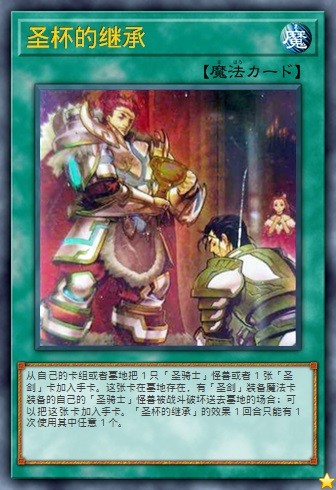 圣杯的继承
魔
【魔法カード】
从自己的卡组或者墓地把1只「圣骑士」怪兽或者1张「圣
剑」卡加入手卡。这张卡在墓地存在，有「圣剑」装备魔法卡
装备的自己的「圣骑士」怪兽被战斗破坏送去墓地的场合：可
以把这张卡加入手卡。「圣杯的继承」的效果1回合只能有1
次使用其中任意1个。